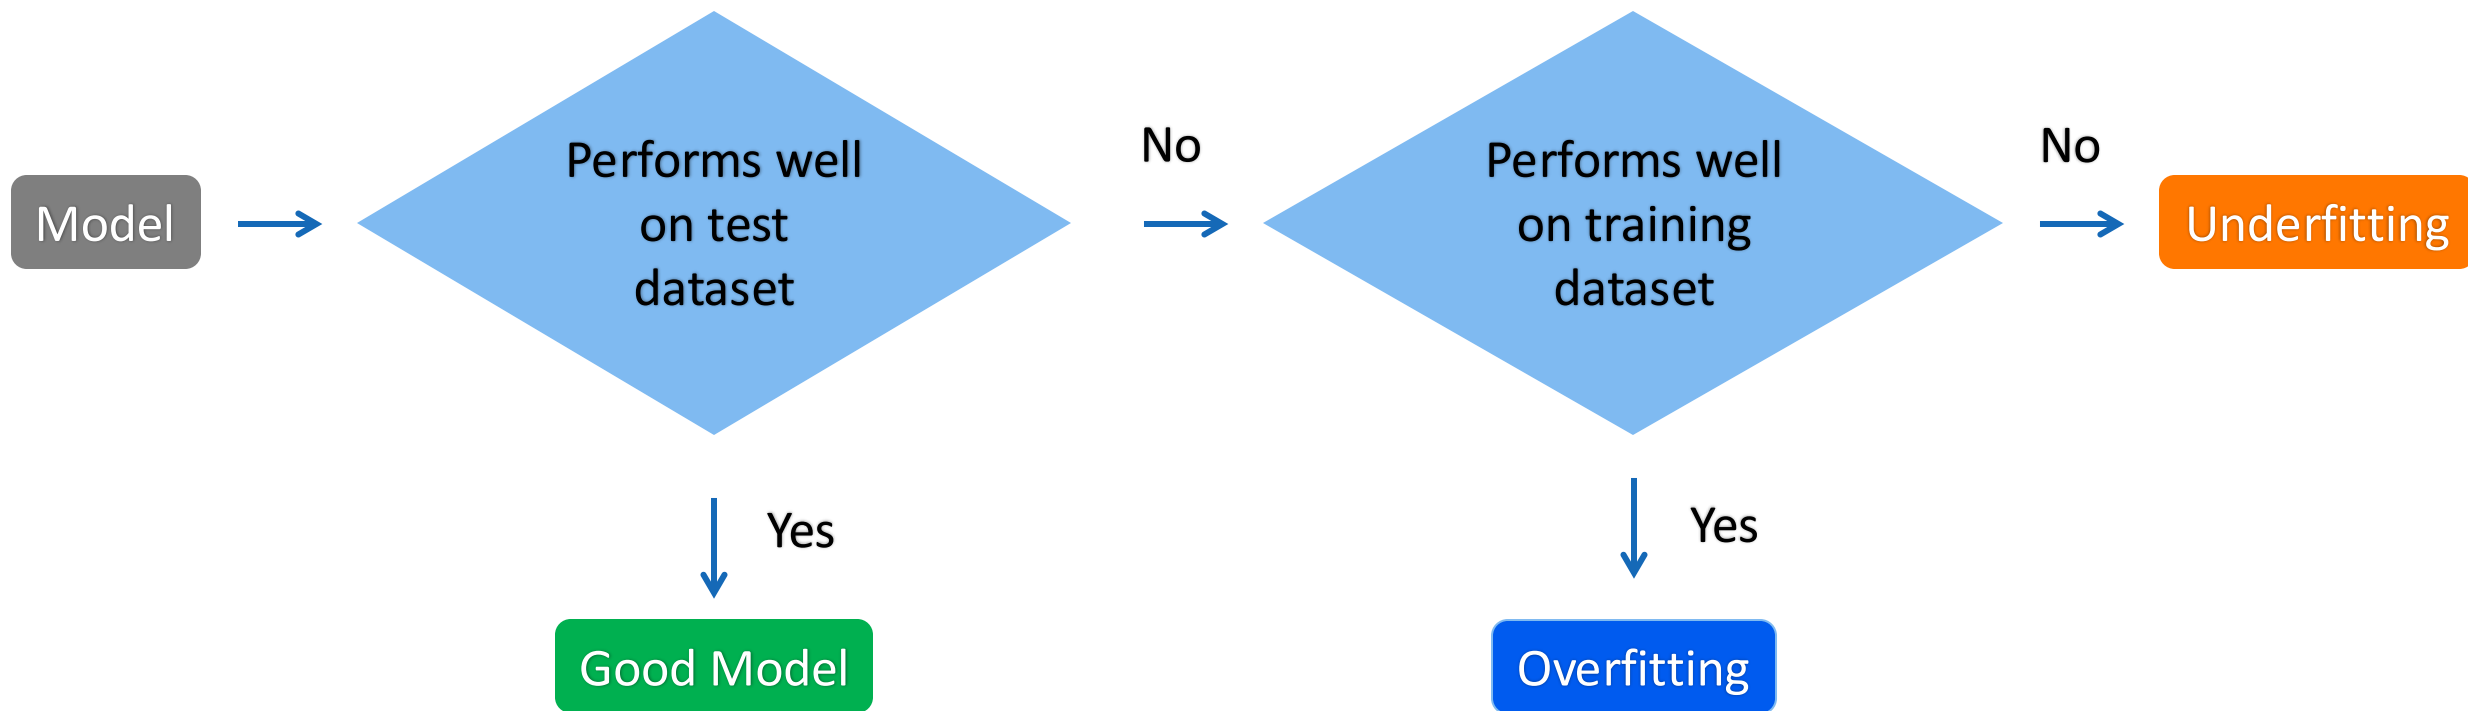 Model
Performs well
on test
dataset
No
Performs well
on training
dataset
No
Underfitting
Yes
Good Model
Yes
Overfitting